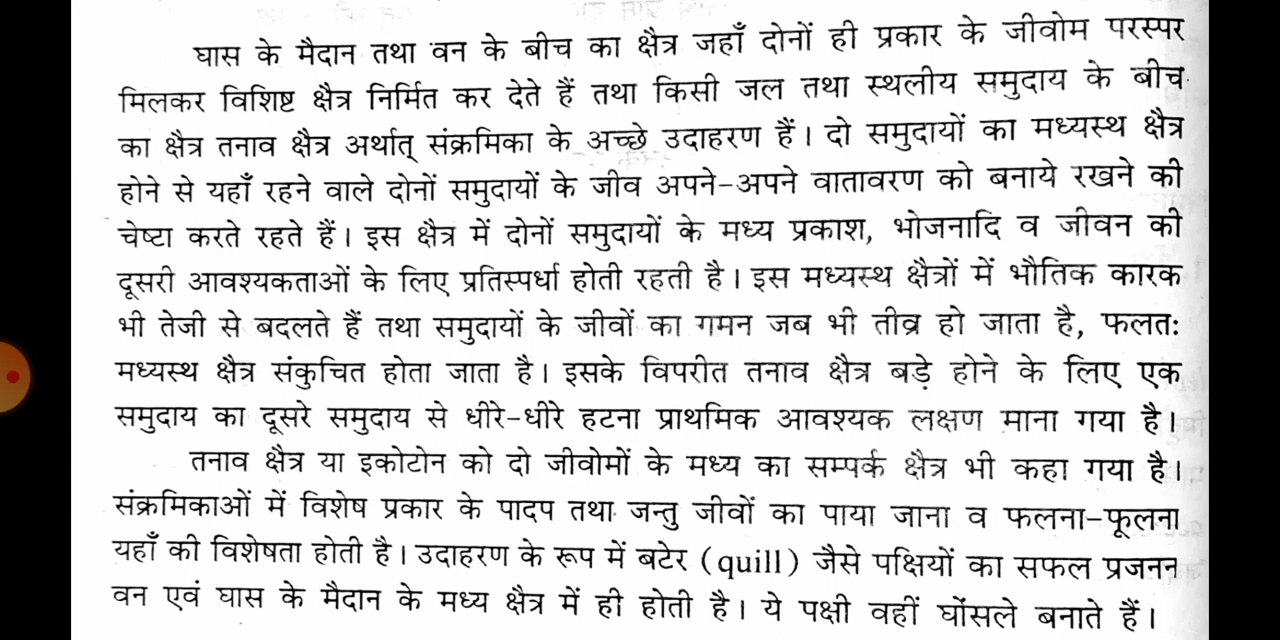 घास के मैदान तथा वन के बीच का क्षैत्र जहाँ दोनों ही प्रकार के जीवोम परस्पर
मिलकर विशिष्ट क्षैत्र निर्मित कर देते हैं तथा किसी जल तथा स्थलीय समुदाय के बीच
का क्षैत्र तनाव क्षैत्र अर्थात् संक्रमिका के अच्छे उदाहरण हैं। दो समुदायों का मध्यस्थ क्षैत्र
होने से यहाँ रहने वाले दोनों समुदायों के जीव अपने-अपने वातावरण को बनाये रखने की
चेष्टा करते रहते हैं। इस क्षैत्र में दोनों समुदायों के मध्य प्रकाश, भोजनादि व जीवन की
दूसरी आवश्यकताओं के लिए प्रतिस्पर्धा होती रहती है। इस मध्यस्थ क्षैत्रों में भौतिक कारक
भी तेजी से बदलते हैं तथा समुदायों के जीवों का गमन जब भी तीव्र हो जाता है, फलतः
मध्यस्थ क्षैत्र संकुचित होता जाता है। इसके विपरीत तनाव क्षैत्र बड़े होने के लिए एक
समुदाय का दूसरे समुदाय से धीरे-धीरे हटना प्राथमिक आवश्यक लक्षण माना गया है।
तनाव क्षैत्र या इकोटोन को दो जीवोमों के मध्य का सम्पर्क क्षैत्र भी कहा गया है।
संक्रमिकाओं में विशेष प्रकार के पादप तथा जन्तु जीवों का पाया जाना व फलना-फूलना
यहाँ की विशेषता होती है। उदाहरण के रूप में बटेर (quill) जैसे पक्षियों का सफल प्रजनन
वन एवं घास के मैदान के मध्य क्षैत्र में ही होती है। ये पक्षी वहीं घोंसले बनाते हैं।